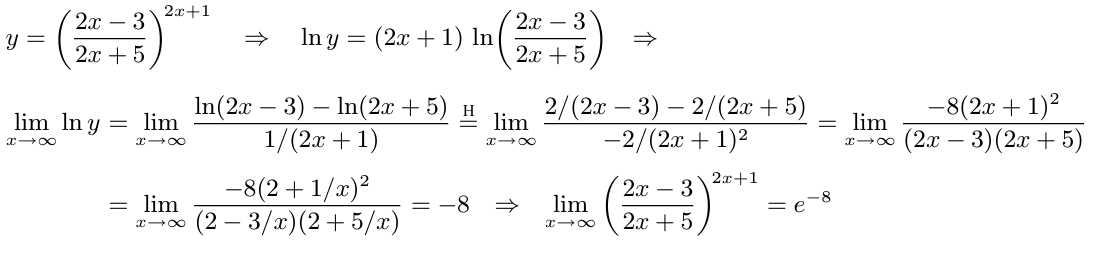 y = ((2x − 3)/(2x + 5))^(2x+1) ⇒ ln y = (2x + 1) ln((2x − 3)/(2x + 5)) ⇒
lim_{x→∞} ln y = lim_{x→∞} (ln(2x − 3) − ln(2x + 5))/(1/(2x + 1)) =^H lim_{x→∞} (2/(2x − 3) − 2/(2x + 5))/(−2/(2x + 1)²) = lim_{x→∞} (−8(2x + 1)²)/((2x − 3)(2x + 5))
= lim_{x→∞} (−8(2 + 1/x)²)/((2 − 3/x)(2 + 5/x)) = −8 ⇒ lim_{x→∞} ((2x − 3)/(2x + 5))^(2x+1) = e^(−8)